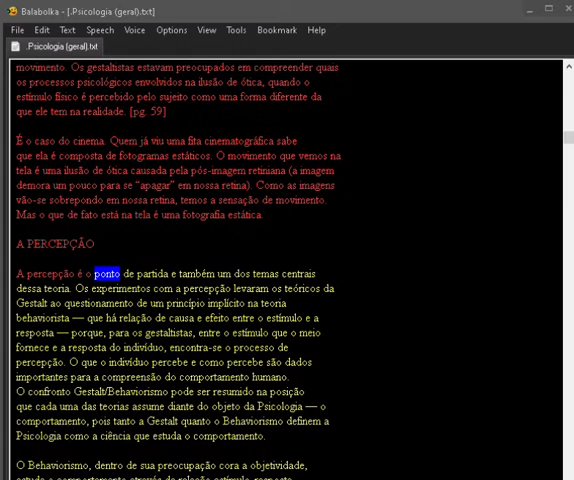 Balabolka - [.Psicologia (geral).txt]
File Edit Text Speech Voice Options View Tools Bookmark Help
.Psicologia (geral).txt
movimento. Os gestaltistas estavam preocupados em compreender quais
os processos psicológicos envolvidos na ilusão de ótica, quando o
estímulo físico é percebido pelo sujeito como uma forma diferente da
que ele tem na realidade. [pg. 59]
É o caso do cinema. Quem já viu uma fita cinematográfica sabe
que ela é composta de fotogramas estáticos. O movimento que vemos na
tela é uma ilusão de ótica causada pela pós-imagem retiniana (a imagem
demora um pouco para se “apagar” em nossa retina). Como as imagens
vão-se sobrepondo em nossa retina, temos a sensação de movimento.
Mas o que de fato está na tela é uma fotografia estática.
A PERCEPÇÃO
A percepção é o ponto de partida e também um dos temas centrais
dessa teoria. Os experimentos com a percepção levaram os teóricos da
Gestalt ao questionamento de um princípio implícito na teoria
behaviorista — que há relação de causa e efeito entre o estímulo e a
resposta — porque, para os gestaltistas, entre o estímulo que o meio
fornece e a resposta do indivíduo, encontra-se o processo de
percepção. O que o indivíduo percebe e como percebe são dados
importantes para a compreensão do comportamento humano.
O confronto Gestalt/Behaviorismo pode ser resumido na posição
que cada uma das teorias assume diante do objeto da Psicologia — o
comportamento, pois tanto a Gestalt quanto o Behaviorismo definem a
Psicologia como a ciência que estuda o comportamento.
O Behaviorismo, dentro de sua preocupação cora a objetividade,
estuda o comportamento através da relação estímulo-resposta